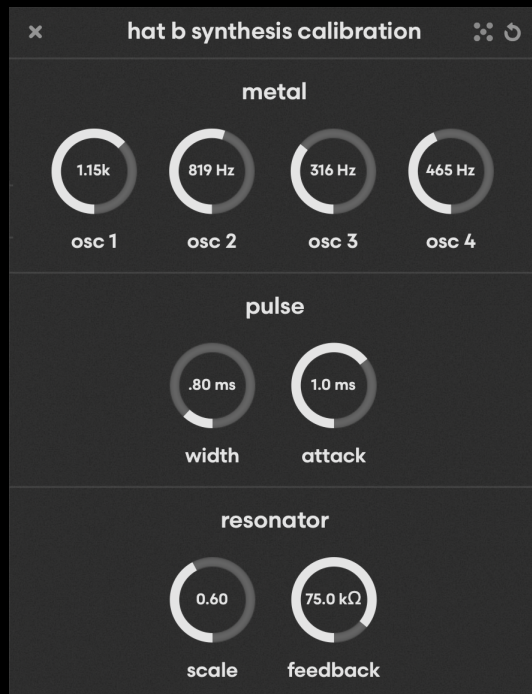 hat b synthesis calibration
metal
1.15k 819 Hz 316 Hz 465 Hz
osc 1 osc 2 osc 3 osc 4
pulse
.80 ms 1.0 ms
width attack
resonator
0.60 75.0 kΩ
scale feedback